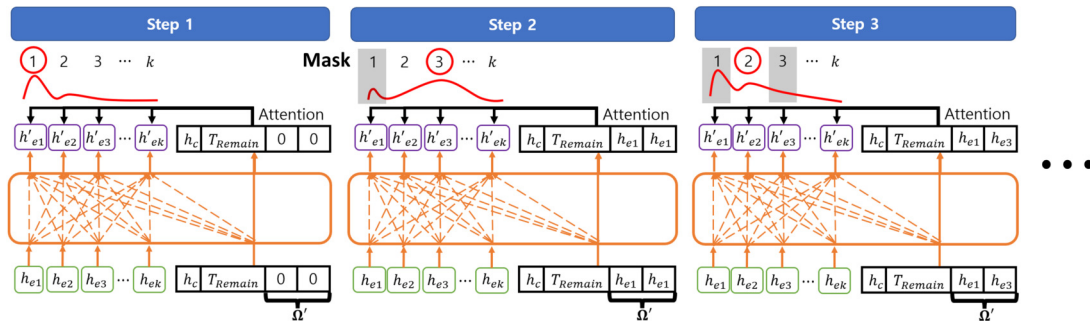 Step 1 Step 2 Step 3
1 2 3 ... k Mask 1 2 3 ... k 1 2 3 ... k
Attention Attention Attention
h'e1 h'e2 h'e3 ... h'ek hc TRemain 0 0 h'e1 h'e2 h'e3 ... h'ek hc TRemain he1 he1 h'e1 h'e2 h'e3 ... h'ek hc TRemain he1 he3
...
he1 he2 he3 ... hek hc TRemain 0 0 he1 he2 he3 ... hek hc TRemain he1 he1 he1 he2 he3 ... hek hc TRemain he1 he3
Ω' Ω' Ω'